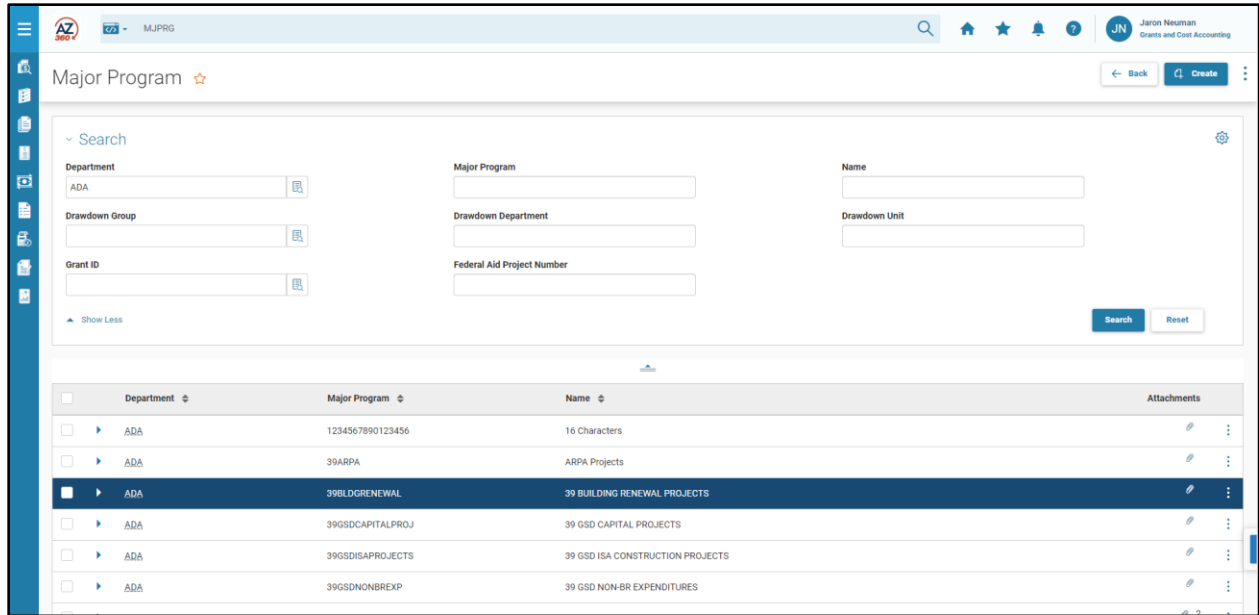 AZ 360 MJPRG ? JN Jaron Neuman
Grants and Cost Accounting
Major Program Back Create
Search
Department Major Program Name
ADA
Drawdown Group Drawdown Department Drawdown Unit
Grant ID Federal Aid Project Number
Show Less Search Reset
Department Major Program Name Attachments
ADA 1234567890123456 16 Characters
ADA 39ARPA ARPA Projects
ADA 39BLDGRENEWAL 39 BUILDING RENEWAL PROJECTS
ADA 39GSDCAPITALPROJ 39 GSD CAPITAL PROJECTS
ADA 39GSDISAPROJECTS 39 GSD ISA CONSTRUCTION PROJECTS
ADA 39GSDNONBREXP 39 GSD NON-BR EXPENDITURES